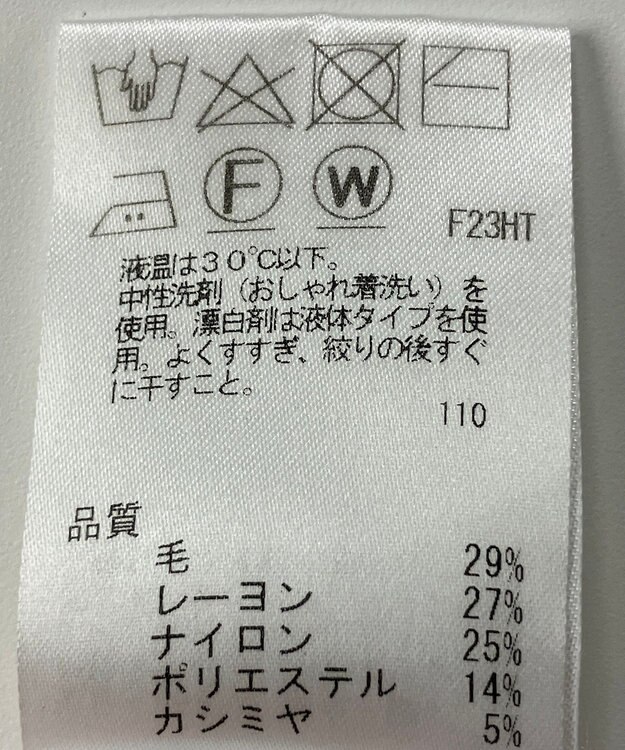 F W F23HT
液温は30℃以下。
中性洗剤(おしゃれ着洗い)を
使用。漂白剤は液体タイプを使
用。よくすすぎ、絞りの後すぐ
に干すこと。
110
品質
毛 29%
レーヨン 27%
ナイロン 25%
ポリエステル 14%
カシミヤ 5%